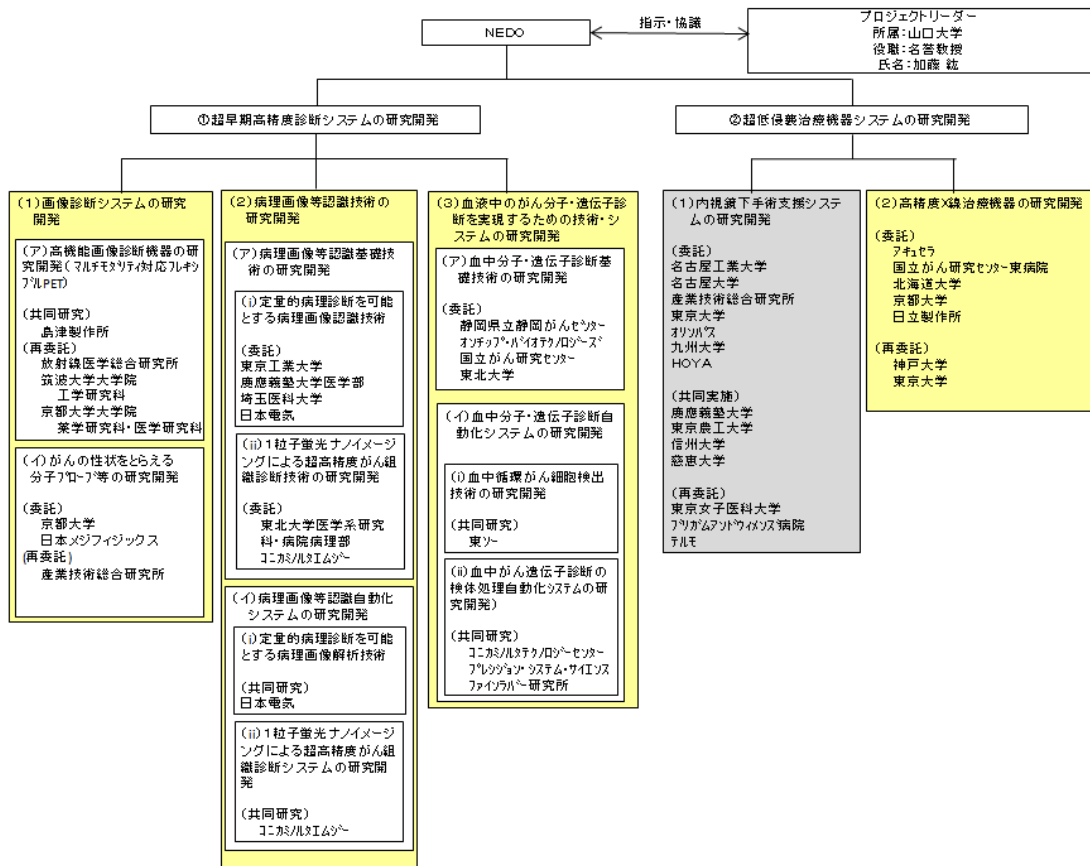 NEDO
指示・協議
プロジェクトリーダー
所属:山口大学
役職:名誉教授
氏名:加藤 紘
①超早期高精度診断システムの研究開発
②超低侵襲治療機器システムの研究開発
(1)画像診断システムの研究
開発
(ア)高機能画像診断機器の研
究開発(マルチモダリティ対応フレキシ
ブルPET)
(共同研究)
島津製作所
(再委託)
放射線医学総合研究所
筑波大学大学院
工学研究科
京都大学大学院
薬学研究科・医学研究科
(イ)がんの性状をとらえる
分子プローブ等の研究開発
(委託)
京都大学
日本メジフィジックス
(再委託)
産業技術総合研究所
(2)病理画像等認識技術の
研究開発
(ア)病理画像等認識基礎技
術の研究開発
(i)定量的病理診断を可能
とする病理画像認識技術
(委託)
東京工業大学
慶應義塾大学医学部
埼玉医科大学
日本電気
(ii)1粒子蛍光ナノイメージ
ングによる超高精度がん組
織診断技術の研究開発
(委託)
東北大学医学系研究
科・病院病理部
コニカミノルタエムジー
(イ)病理画像等認識自動化
システムの研究開発
(i)定量的病理診断を可能
とする病理画像解析技術
(共同研究)
日本電気
(ii)1粒子蛍光ナノイメージ
ングによる超高精度がん組
織診断システムの研究開
発
(共同研究)
コニカミノルタエムジー
(3)血液中のがん分子・遺伝子診
断を実現するための技術・シ
ステムの研究開発
(ア)血中分子・遺伝子診断基
礎技術の研究開発
(委託)
静岡県立静岡がんセンター
オンチップ・バイオテクノロジーズ
国立がん研究センター
東北大学
(イ)血中分子・遺伝子診断自
動化システムの研究開発
(i)血中循環がん細胞検出
技術の研究開発
(共同研究)
東ソー
(ii)血中がん遺伝子診断の
検体処理自動化システムの研
究開発)
(共同研究)
コニカミノルタテクノロジーセンター
プレシジョン・システム・サイエンス
ファインラバー研究所
(1)内視鏡下手術支援システ
ムの研究開発
(委託)
名古屋工業大学
名古屋大学
産業技術総合研究所
東京大学
オリンパス
九州大学
HOYA
(共同実施)
慶應義塾大学
東京農工大学
信州大学
慈恵大学
(再委託)
東京女子医科大学
ブリガムアンドウィメンズ病院
テルモ
(2)高精度X線治療機器の研究開発
(委託)
アキュセラ
国立がん研究センター東病院
北海道大学
京都大学
日立製作所
(再委託)
神戸大学
東京大学